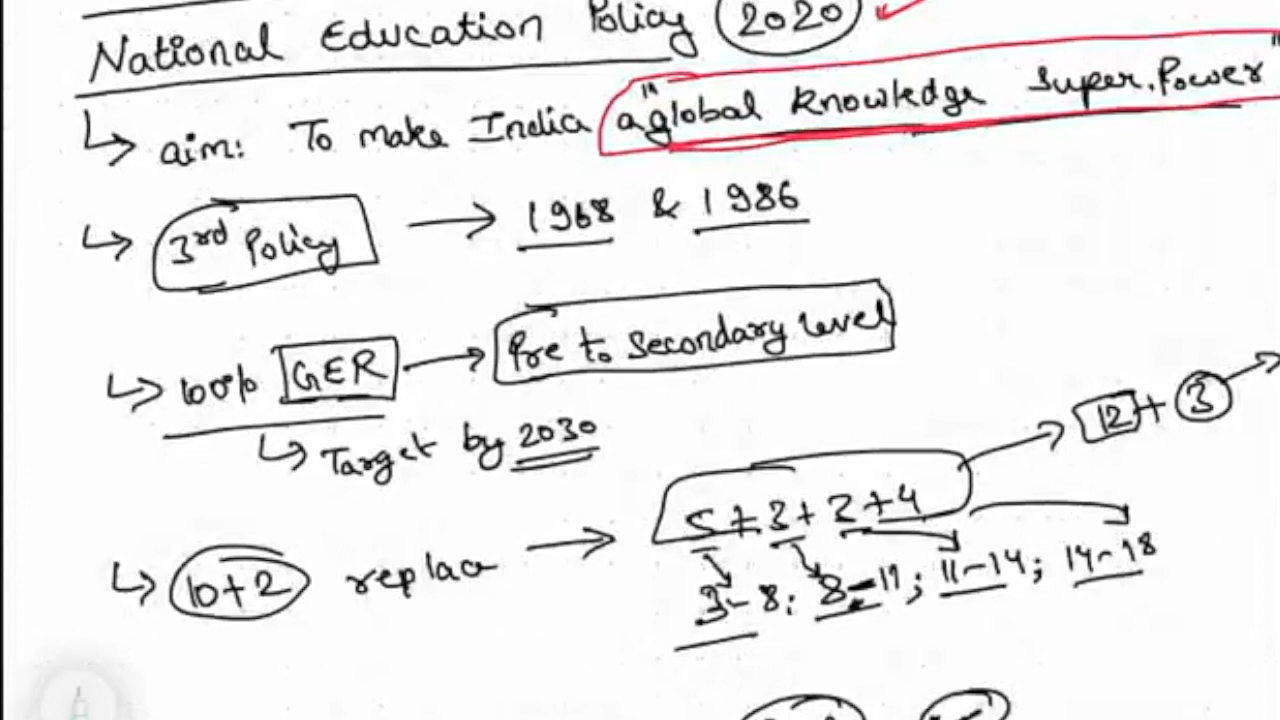 National Education Policy 2020
aim: To make India a "global knowledge super.Power"
3rd Policy → 1968 & 1986
100% GER → Pre to secondary level
Target by 2030
12 + 3
10+2 replace → 5+3+2+4
3-8; 8-11; 11-14; 14-18